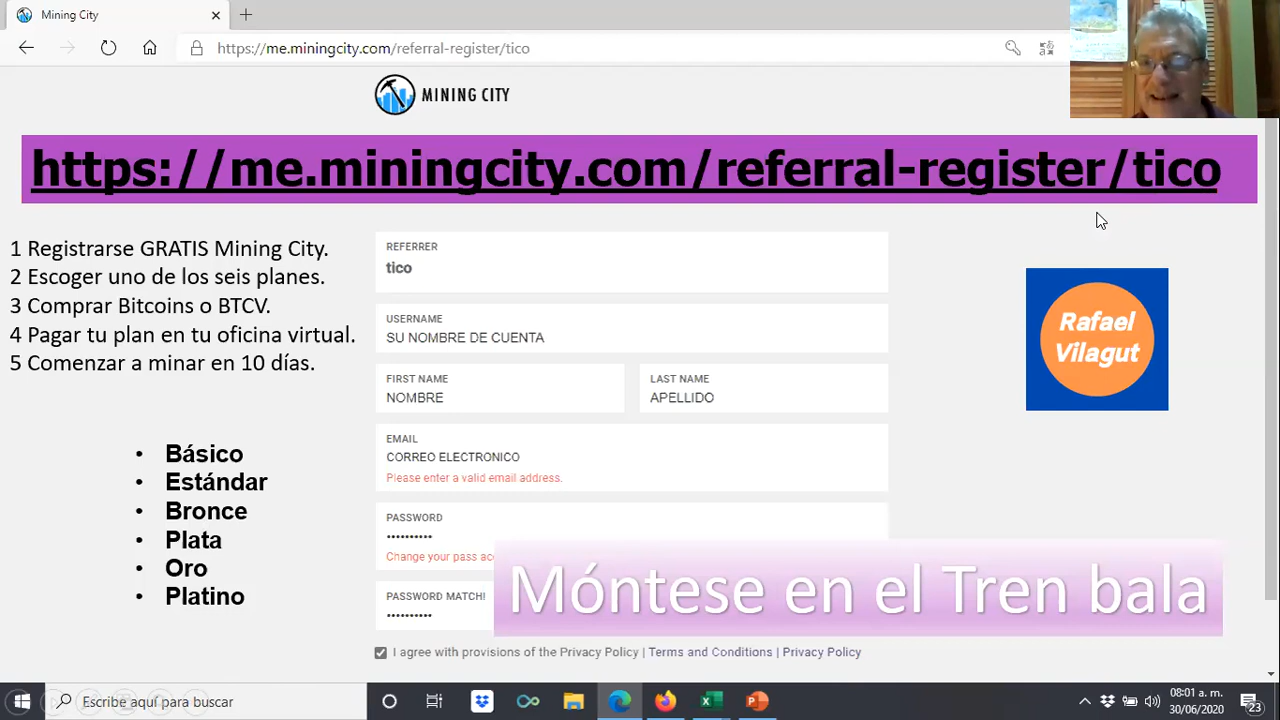 Mining City
https://me.miningcity.com/referral-register/tico
MINING CITY
https://me.miningcity.com/referral-register/tico
1 Registrarse GRATIS Mining City.
2 Escoger uno de los seis planes.
3 Comprar Bitcoins o BTCV.
4 Pagar tu plan en tu oficina virtual.
5 Comenzar a minar en 10 días.
• Básico
• Estándar
• Bronce
• Plata
• Oro
• Platino
REFERRER
tico
USERNAME
SU NOMBRE DE CUENTA
FIRST NAME
NOMBRE
LAST NAME
APELLIDO
EMAIL
CORREO ELECTRONICO
Please enter a valid email address.
PASSWORD
••••••••••
Change your pass
PASSWORD MATCH!
••••••••••
I agree with provisions of the Privacy Policy | Terms and Conditions | Privacy Policy
Rafael
Vilagut
Móntese en el Tren bala
Escribe aquí para buscar
08:01 a. m.
30/06/2020
23